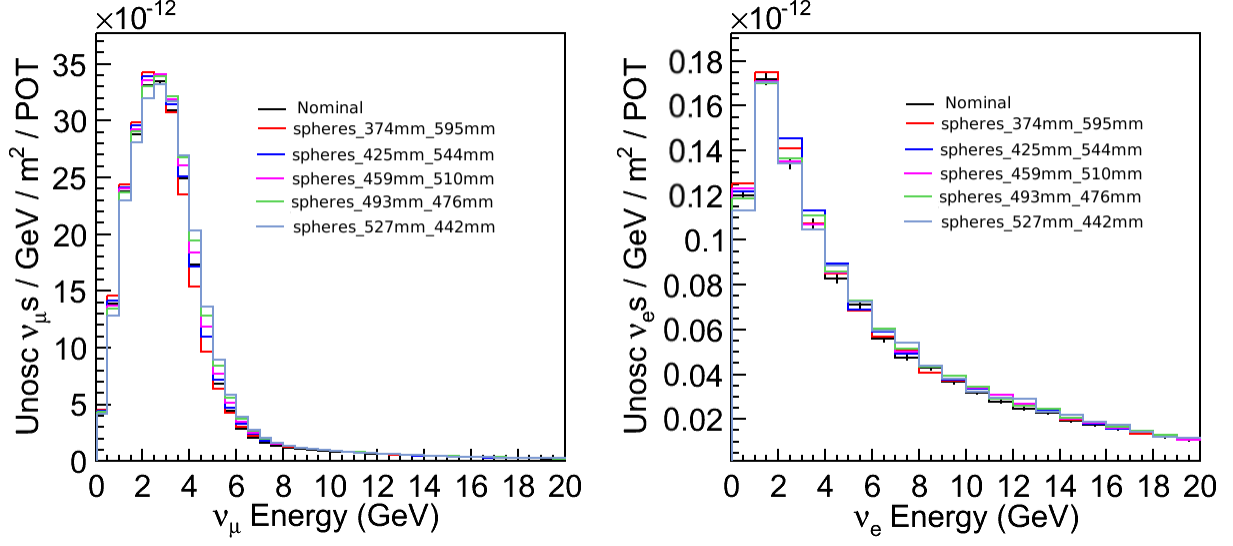 ×10⁻¹²
Unosc νμs / GeV / m² / POT
35
30
25
20
15
10
5
0
Nominal
spheres_374mm_595mm
spheres_425mm_544mm
spheres_459mm_510mm
spheres_493mm_476mm
spheres_527mm_442mm
0 2 4 6 8 10 12 14 16 18 20
νμ Energy (GeV)
×10⁻¹²
Unosc νₑs / GeV / m² / POT
0.18
0.16
0.14
0.12
0.1
0.08
0.06
0.04
0.02
Nominal
spheres_374mm_595mm
spheres_425mm_544mm
spheres_459mm_510mm
spheres_493mm_476mm
spheres_527mm_442mm
0 2 4 6 8 10 12 14 16 18 20
νₑ Energy (GeV)